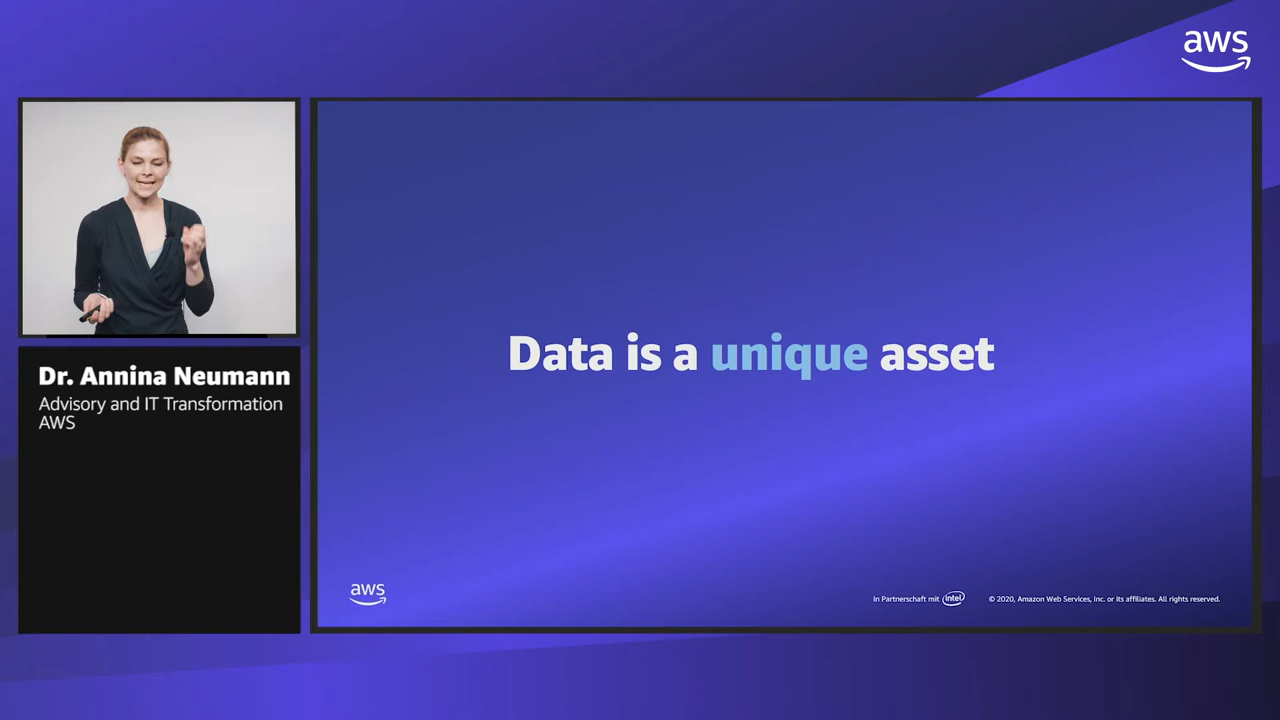 aws
Dr. Annina Neumann
Advisory and IT Transformation
AWS
Data is a unique asset
aws
In Partnerschaft mit intel
© 2020, Amazon Web Services, Inc. or its affiliates. All rights reserved.